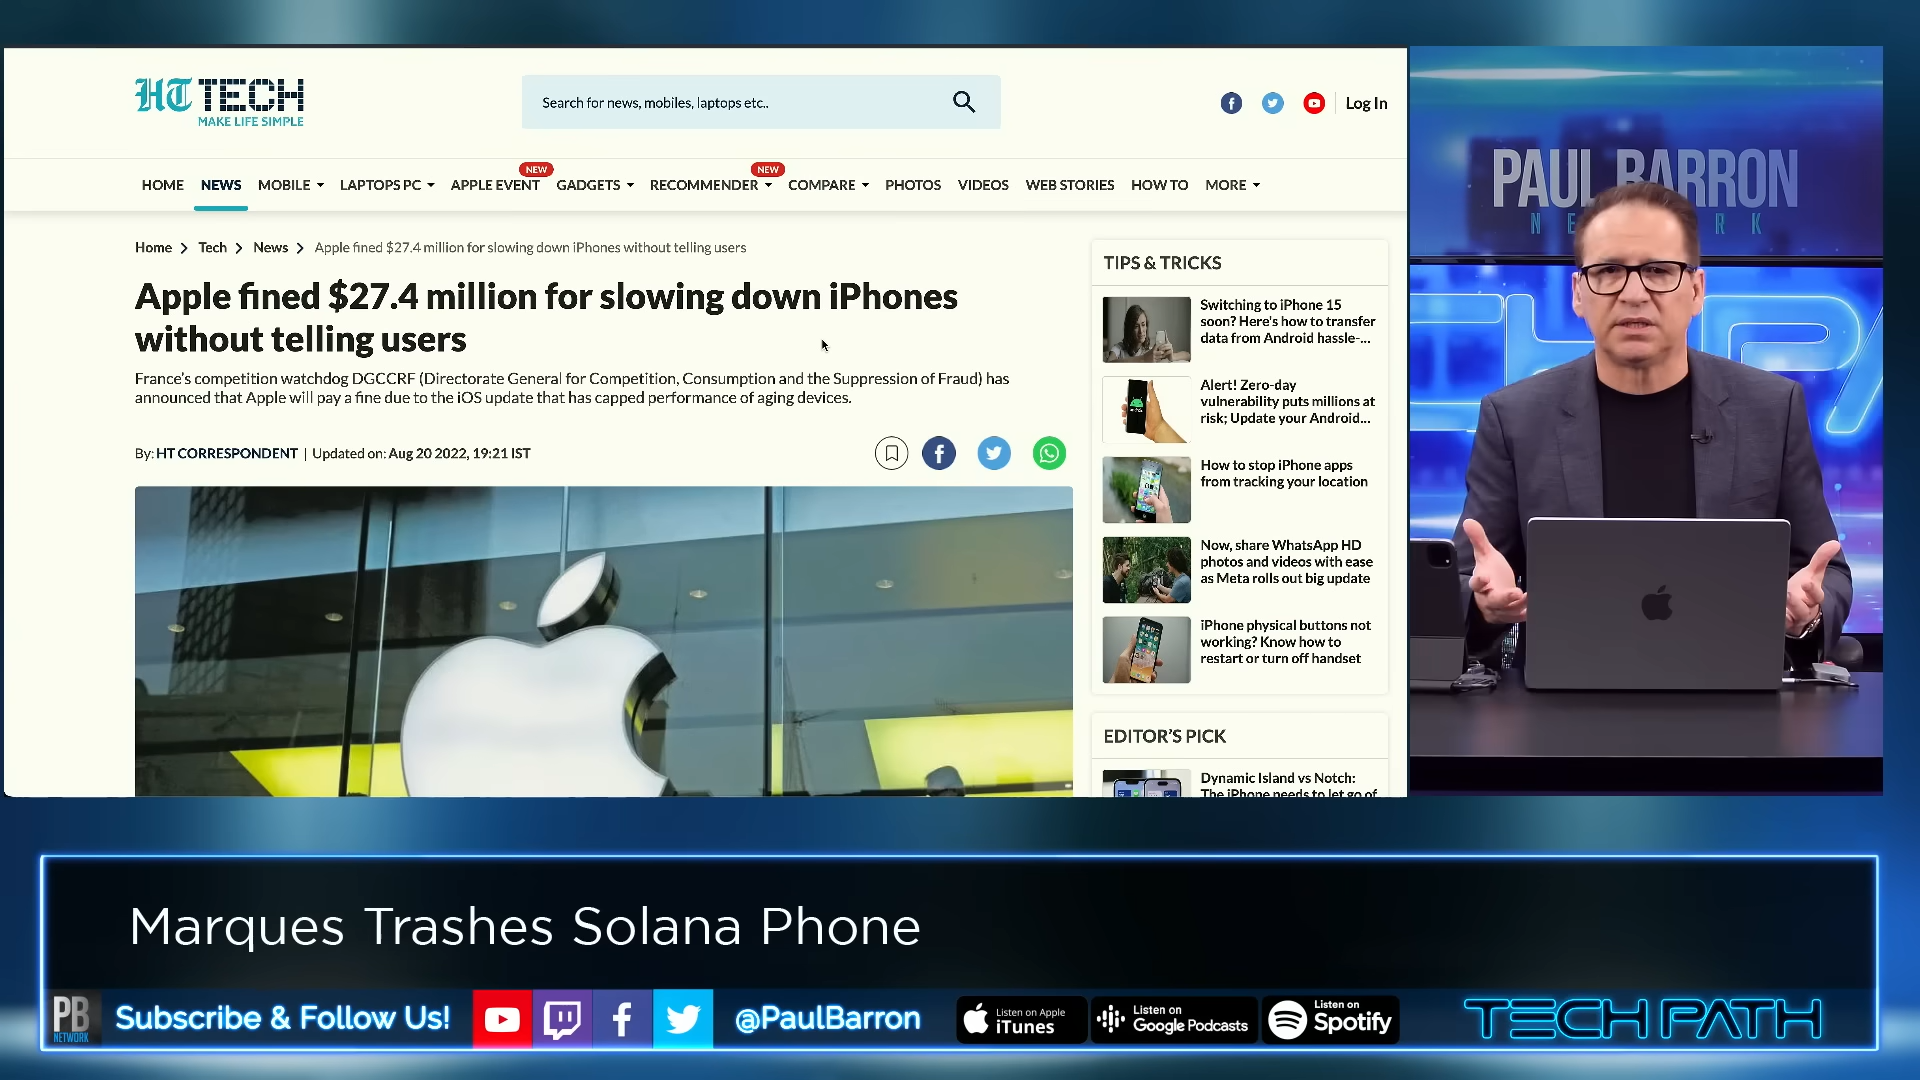 HT TECH
MAKE LIFE SIMPLE
Search for news, mobiles, laptops etc..
Log In
NEW
NEW
HOME NEWS MOBILE LAPTOPS PC APPLE EVENT GADGETS RECOMMENDER COMPARE PHOTOS VIDEOS WEB STORIES HOW TO MORE
Home > Tech > News > Apple fined $27.4 million for slowing down iPhones without telling users
Apple fined $27.4 million for slowing down iPhones
without telling users
France's competition watchdog DGCCRF (Directorate General for Competition, Consumption and the Suppression of Fraud) has
announced that Apple will pay a fine due to the iOS update that has capped performance of aging devices.
By: HT CORRESPONDENT | Updated on: Aug 20 2022, 19:21 IST
TIPS & TRICKS
Switching to iPhone 15
soon? Here's how to transfer
data from Android hassle-...
Alert! Zero-day
vulnerability puts millions at
risk; Update your Android...
How to stop iPhone apps
from tracking your location
Now, share WhatsApp HD
photos and videos with ease
as Meta rolls out big update
iPhone physical buttons not
working? Know how to
restart or turn off handset
EDITOR'S PICK
Dynamic Island vs Notch:
The iPhone needs to let go of
PAUL BARRON
Marques Trashes Solana Phone
PB
NETWORK
Subscribe & Follow Us!
@PaulBarron
Listen on Apple
iTunes
Listen on
Google Podcasts
Listen on
Spotify
TECH PATH